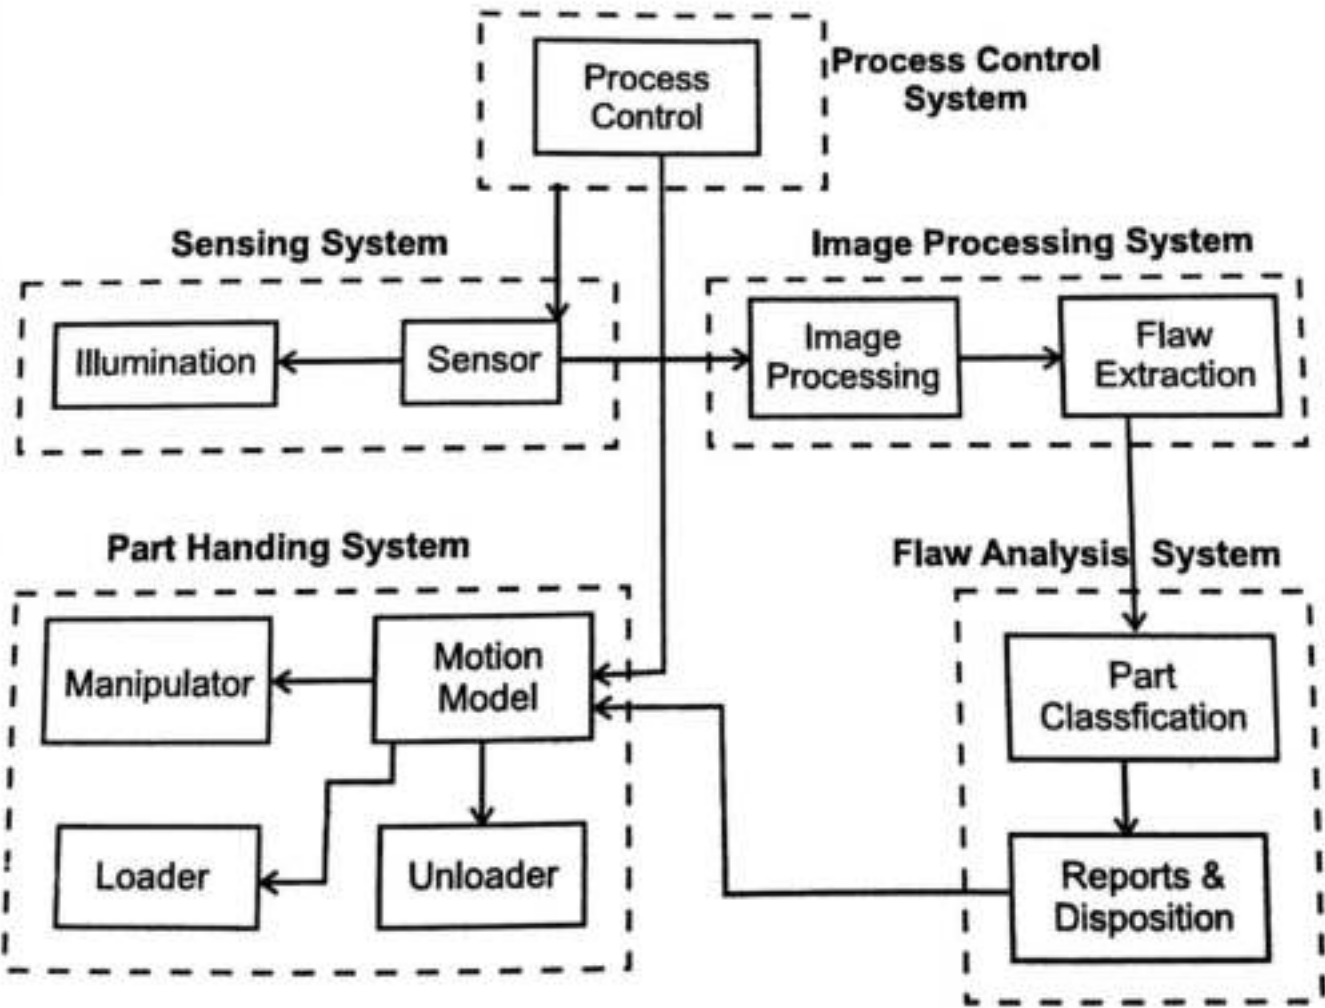 Process
Control
Process Control
System
Sensing System
Image Processing System
Illumination
Sensor
Image
Processing
Flaw
Extraction
Part Handing System
Flaw Analysis System
Manipulator
Motion
Model
Part
Classfication
Loader
Unloader
Reports &
Disposition